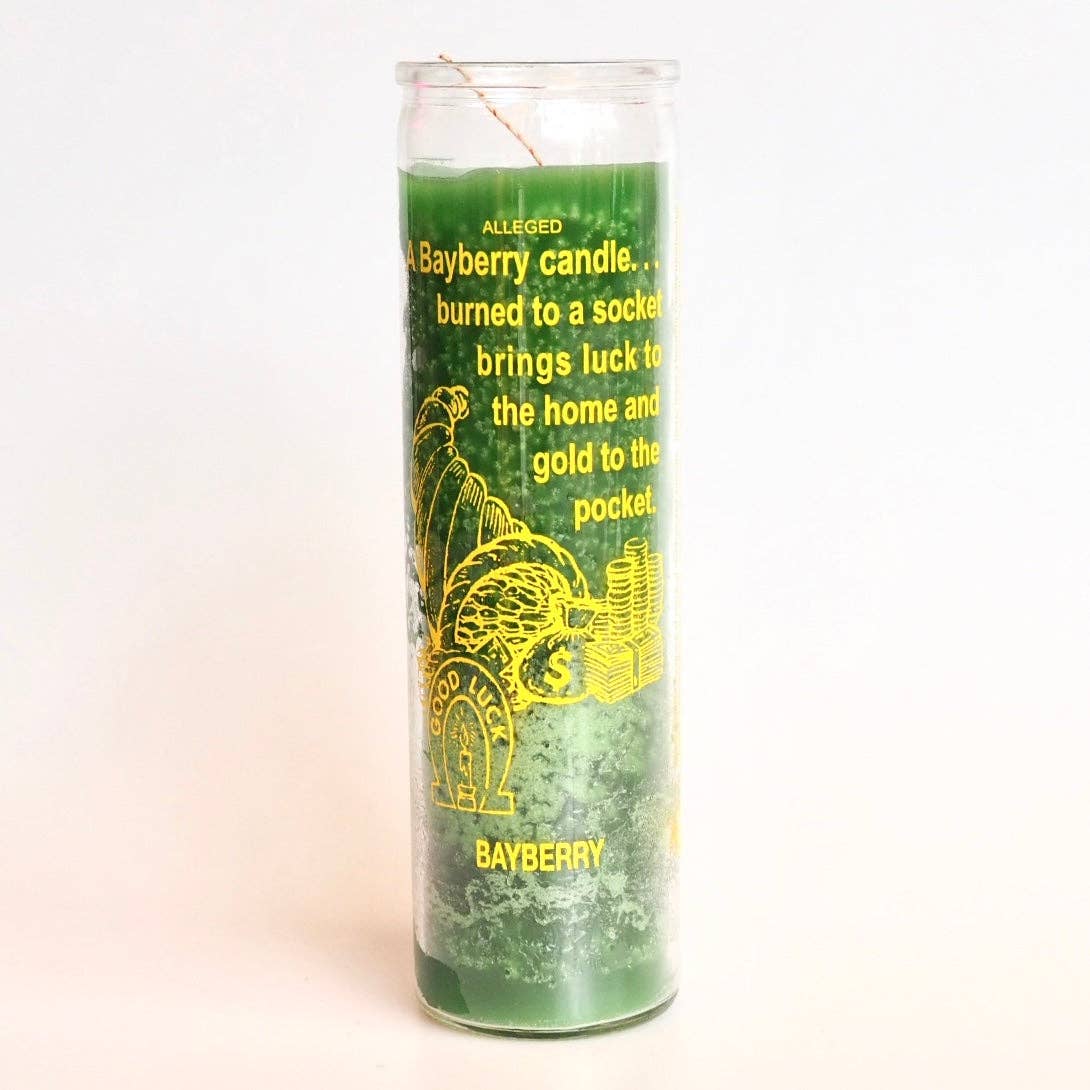 ALLEGED
A Bayberry candle. . .
burned to a socket
brings luck to
the home and
gold to the
pocket.
$
GOOD LUCK
BAYBERRY